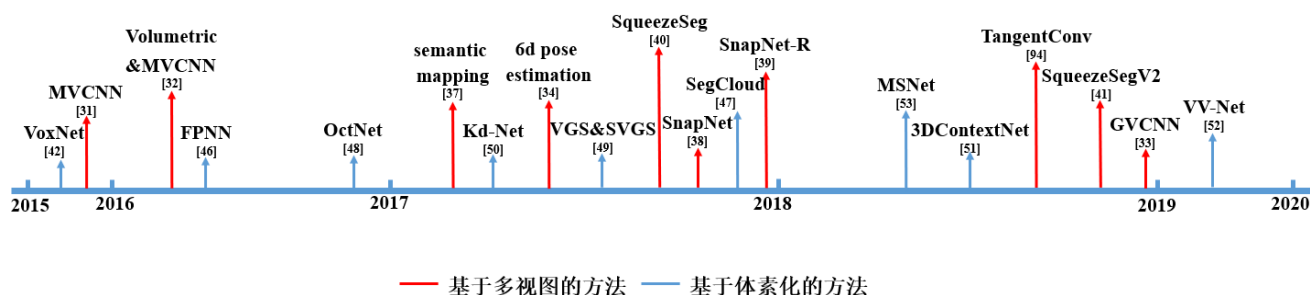 SqueezeSeg
[40]
Volumetric
&MVCNN
[32]
semantic
mapping
[37]
6d pose
estimation
[34]
SnapNet-R
[39]
TangentConv
[94]
MVCNN
[31]
SegCloud
[47]
MSNet
[53]
SqueezeSegV2
[41]
VoxNet
[42]
FPNN
[46]
OctNet
[48]
Kd-Net
[50]
VGS&SVGS
[49]
SnapNet
[38]
3DContextNet
[51]
GVCNN
[33]
VV-Net
[52]
2015
2016
2017
2018
2019
2020
基于多视图的方法
基于体素化的方法